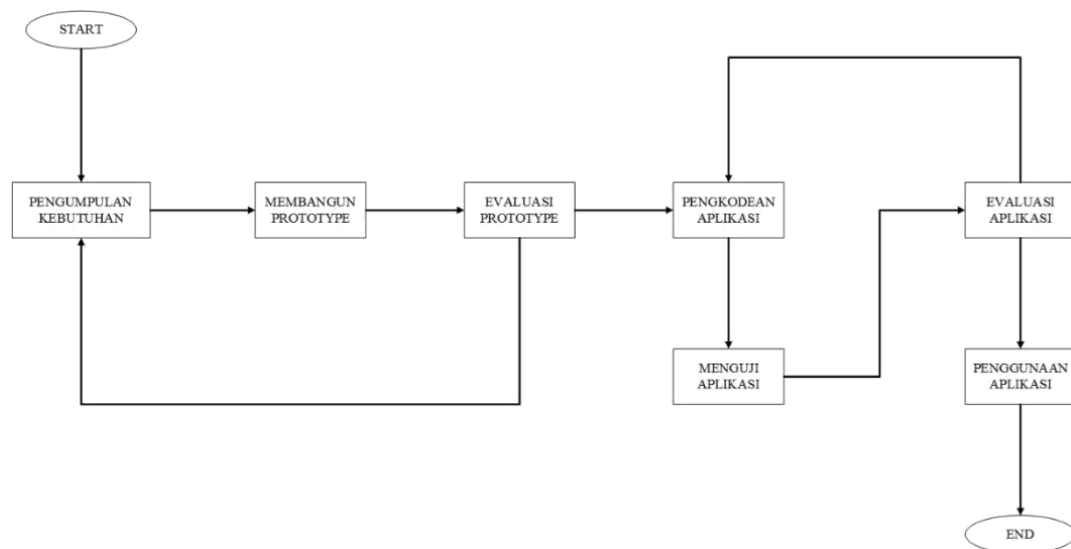 START
PENGUMPULAN
KEBUTUHAN
MEMBANGUN
PROTOTYPE
EVALUASI
PROTOTYPE
PENGKODEAN
APLIKASI
EVALUASI
APLIKASI
MENGUJI
APLIKASI
PENGGUNAAN
APLIKASI
END